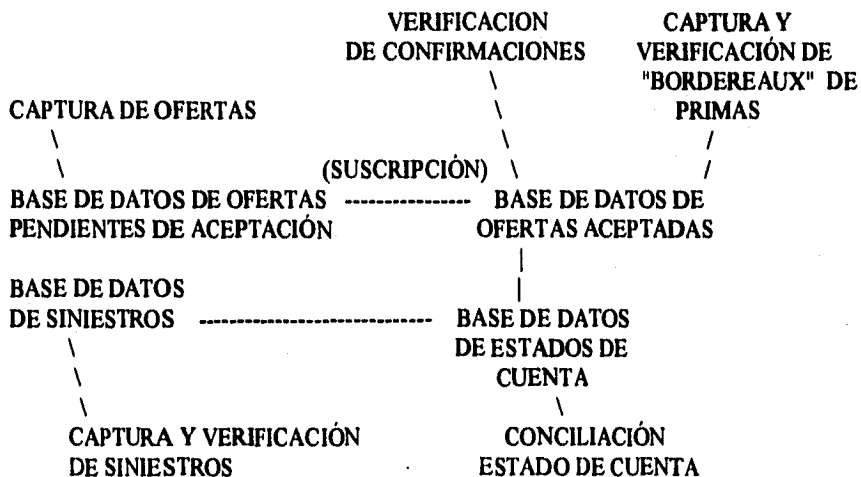 VERIFICACION
DE CONFIRMACIONES
CAPTURA Y
VERIFICACIÓN DE
"BORDEREAUX" DE
PRIMAS
CAPTURA DE OFERTAS
(SUSCRIPCIÓN)
BASE DE DATOS DE OFERTAS
PENDIENTES DE ACEPTACIÓN
BASE DE DATOS DE
OFERTAS ACEPTADAS
BASE DE DATOS
DE SINIESTROS
BASE DE DATOS
DE ESTADOS DE
CUENTA
CAPTURA Y VERIFICACIÓN
DE SINIESTROS
CONCILIACIÓN
ESTADO DE CUENTA